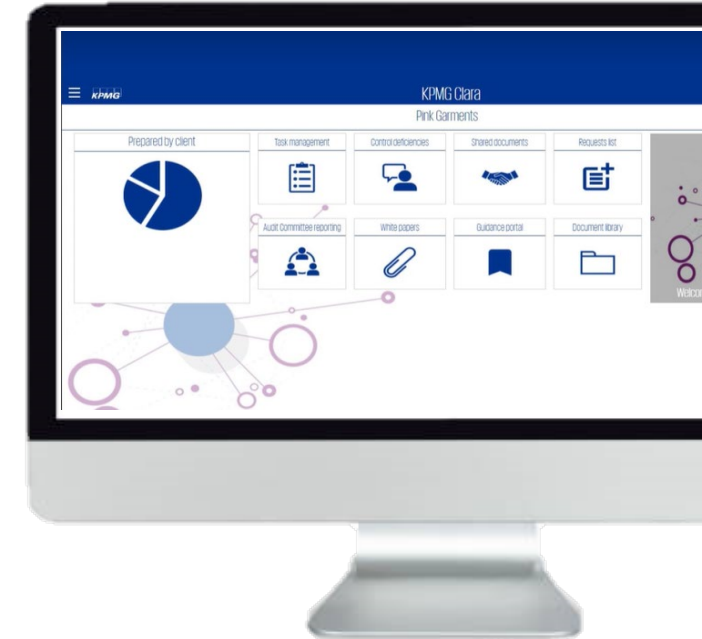 KPMG
KPMG Clara
Pink Garments
Prepared by client
Task management
Control deficiencies
Shared documents
Requests list
Audit Committee reporting
White papers
Guidance portal
Document library